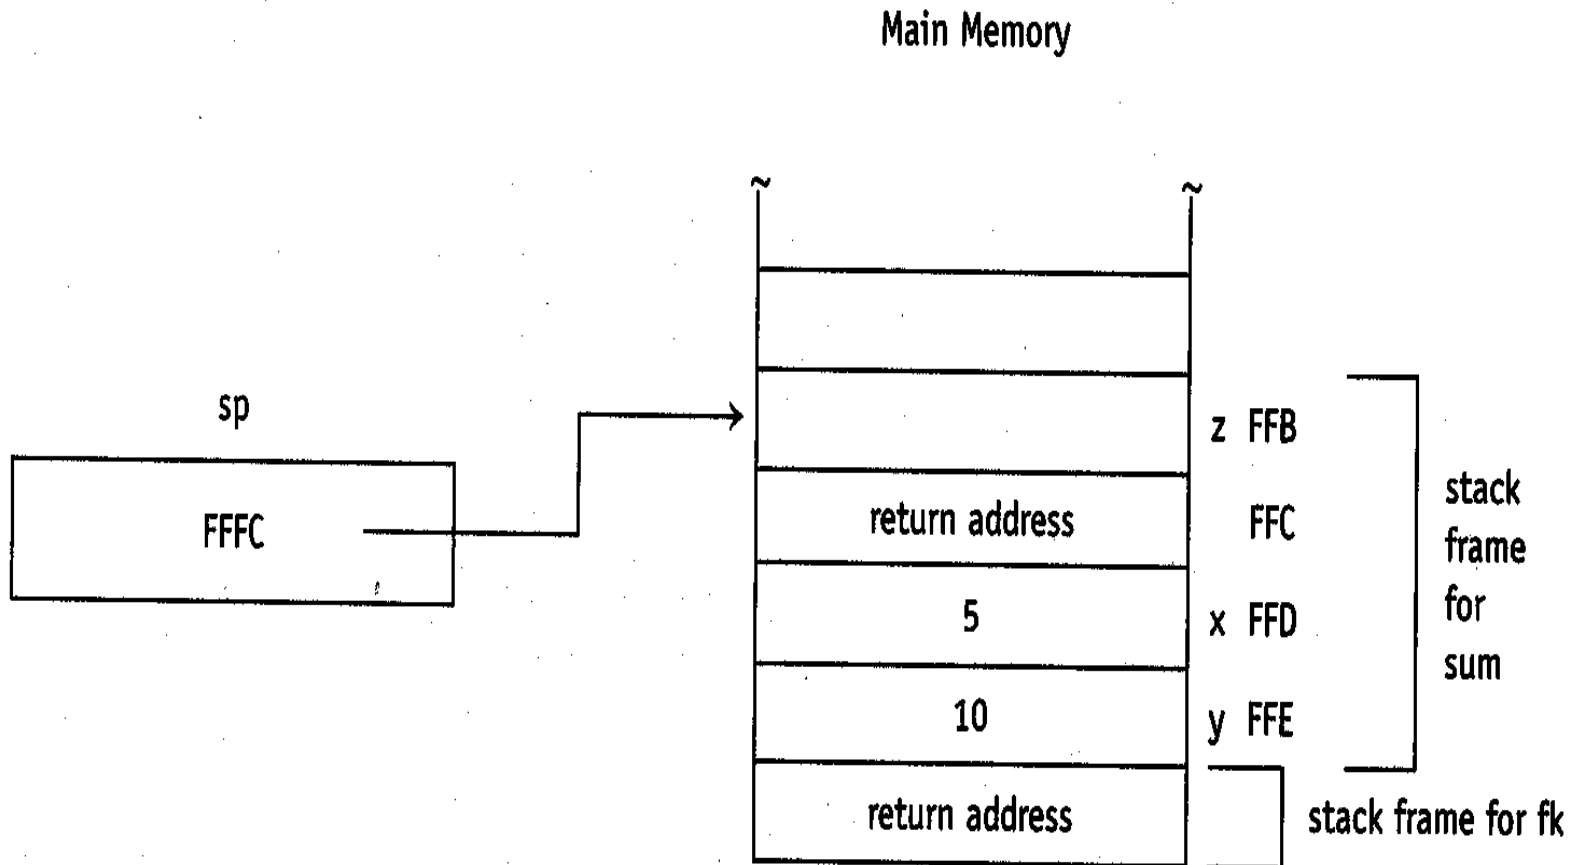 Main Memory
sp
FFFC
z FFB
return address FFC
5 x FFD
10 y FFE
return address
stack
frame
for
sum
stack frame for fk